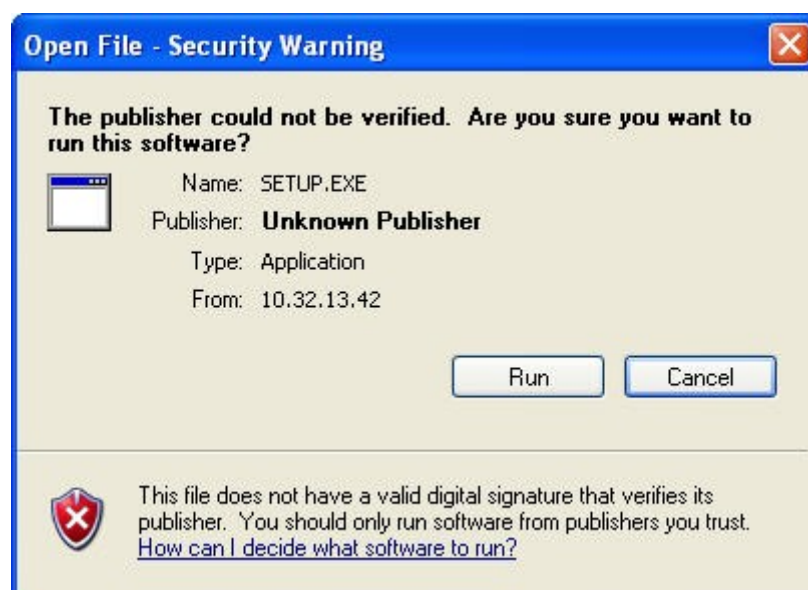 Open File - Security Warning
The publisher could not be verified.  Are you sure you want to
run this software?
Name: SETUP.EXE
Publisher: Unknown Publisher
Type: Application
From: 10.32.13.42
Run Cancel
This file does not have a valid digital signature that verifies its
publisher.  You should only run software from publishers you trust.
How can I decide what software to run?